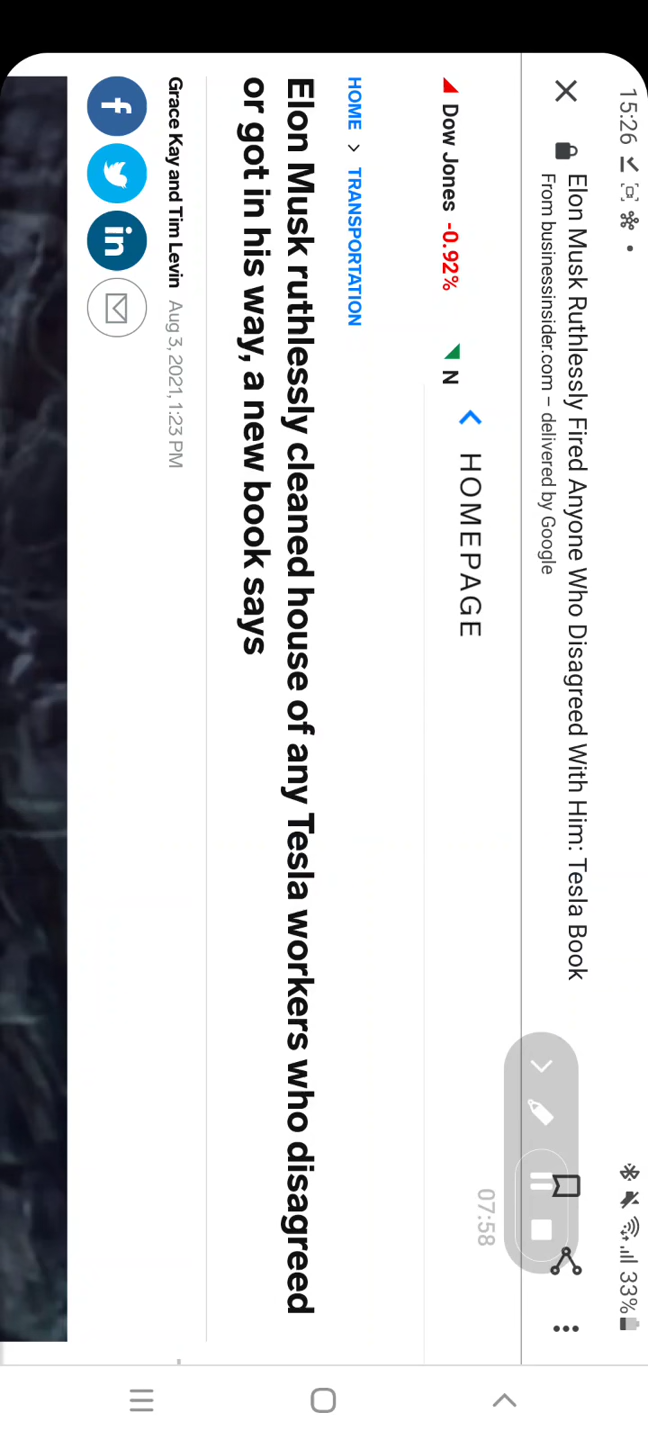 15:26
33%
Elon Musk Ruthlessly Fired Anyone Who Disagreed With Him: Tesla Book
From businessinsider.com – delivered by Google
07:58
HOMEPAGE
Dow Jones -0.92% N
HOME > TRANSPORTATION
Elon Musk ruthlessly cleaned house of any Tesla workers who disagreed
or got in his way, a new book says
Grace Kay and Tim Levin Aug 3, 2021, 1:23 PM
f
in